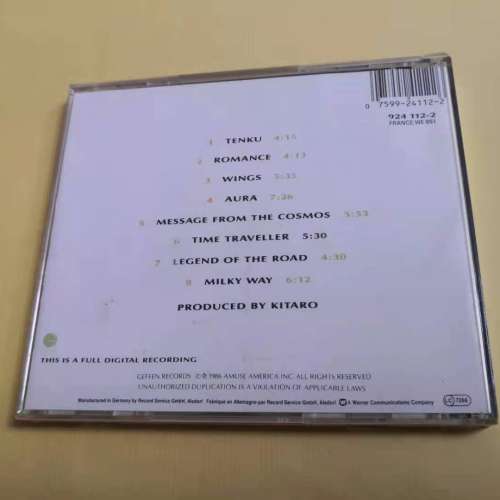 0 7599-24112-2
924 112-2
FRANCE WE 851
1 TENKU 4:16
2 ROMANCE 4:13
3 WINGS 5:35
4 AURA 7:26
5 MESSAGE FROM THE COSMOS 5:53
6 TIME TRAVELLER 5:30
7 LEGEND OF THE ROAD 4:30
8 MILKY WAY 6:12
PRODUCED BY KITARO
THIS IS A FULL DIGITAL RECORDING
GEFFEN RECORDS ©℗ 1986 AMUSE AMERICA INC. ALL RIGHTS RESERVED
UNAUTHORIZED DUPLICATION IS A VIOLATION OF APPLICABLE LAWS
Manufactured in Germany by Record Service GmbH, Alsdorf Fabriqué en Allemagne par Record Service GmbH, Alsdorf A Warner Communications Company
LC 7266